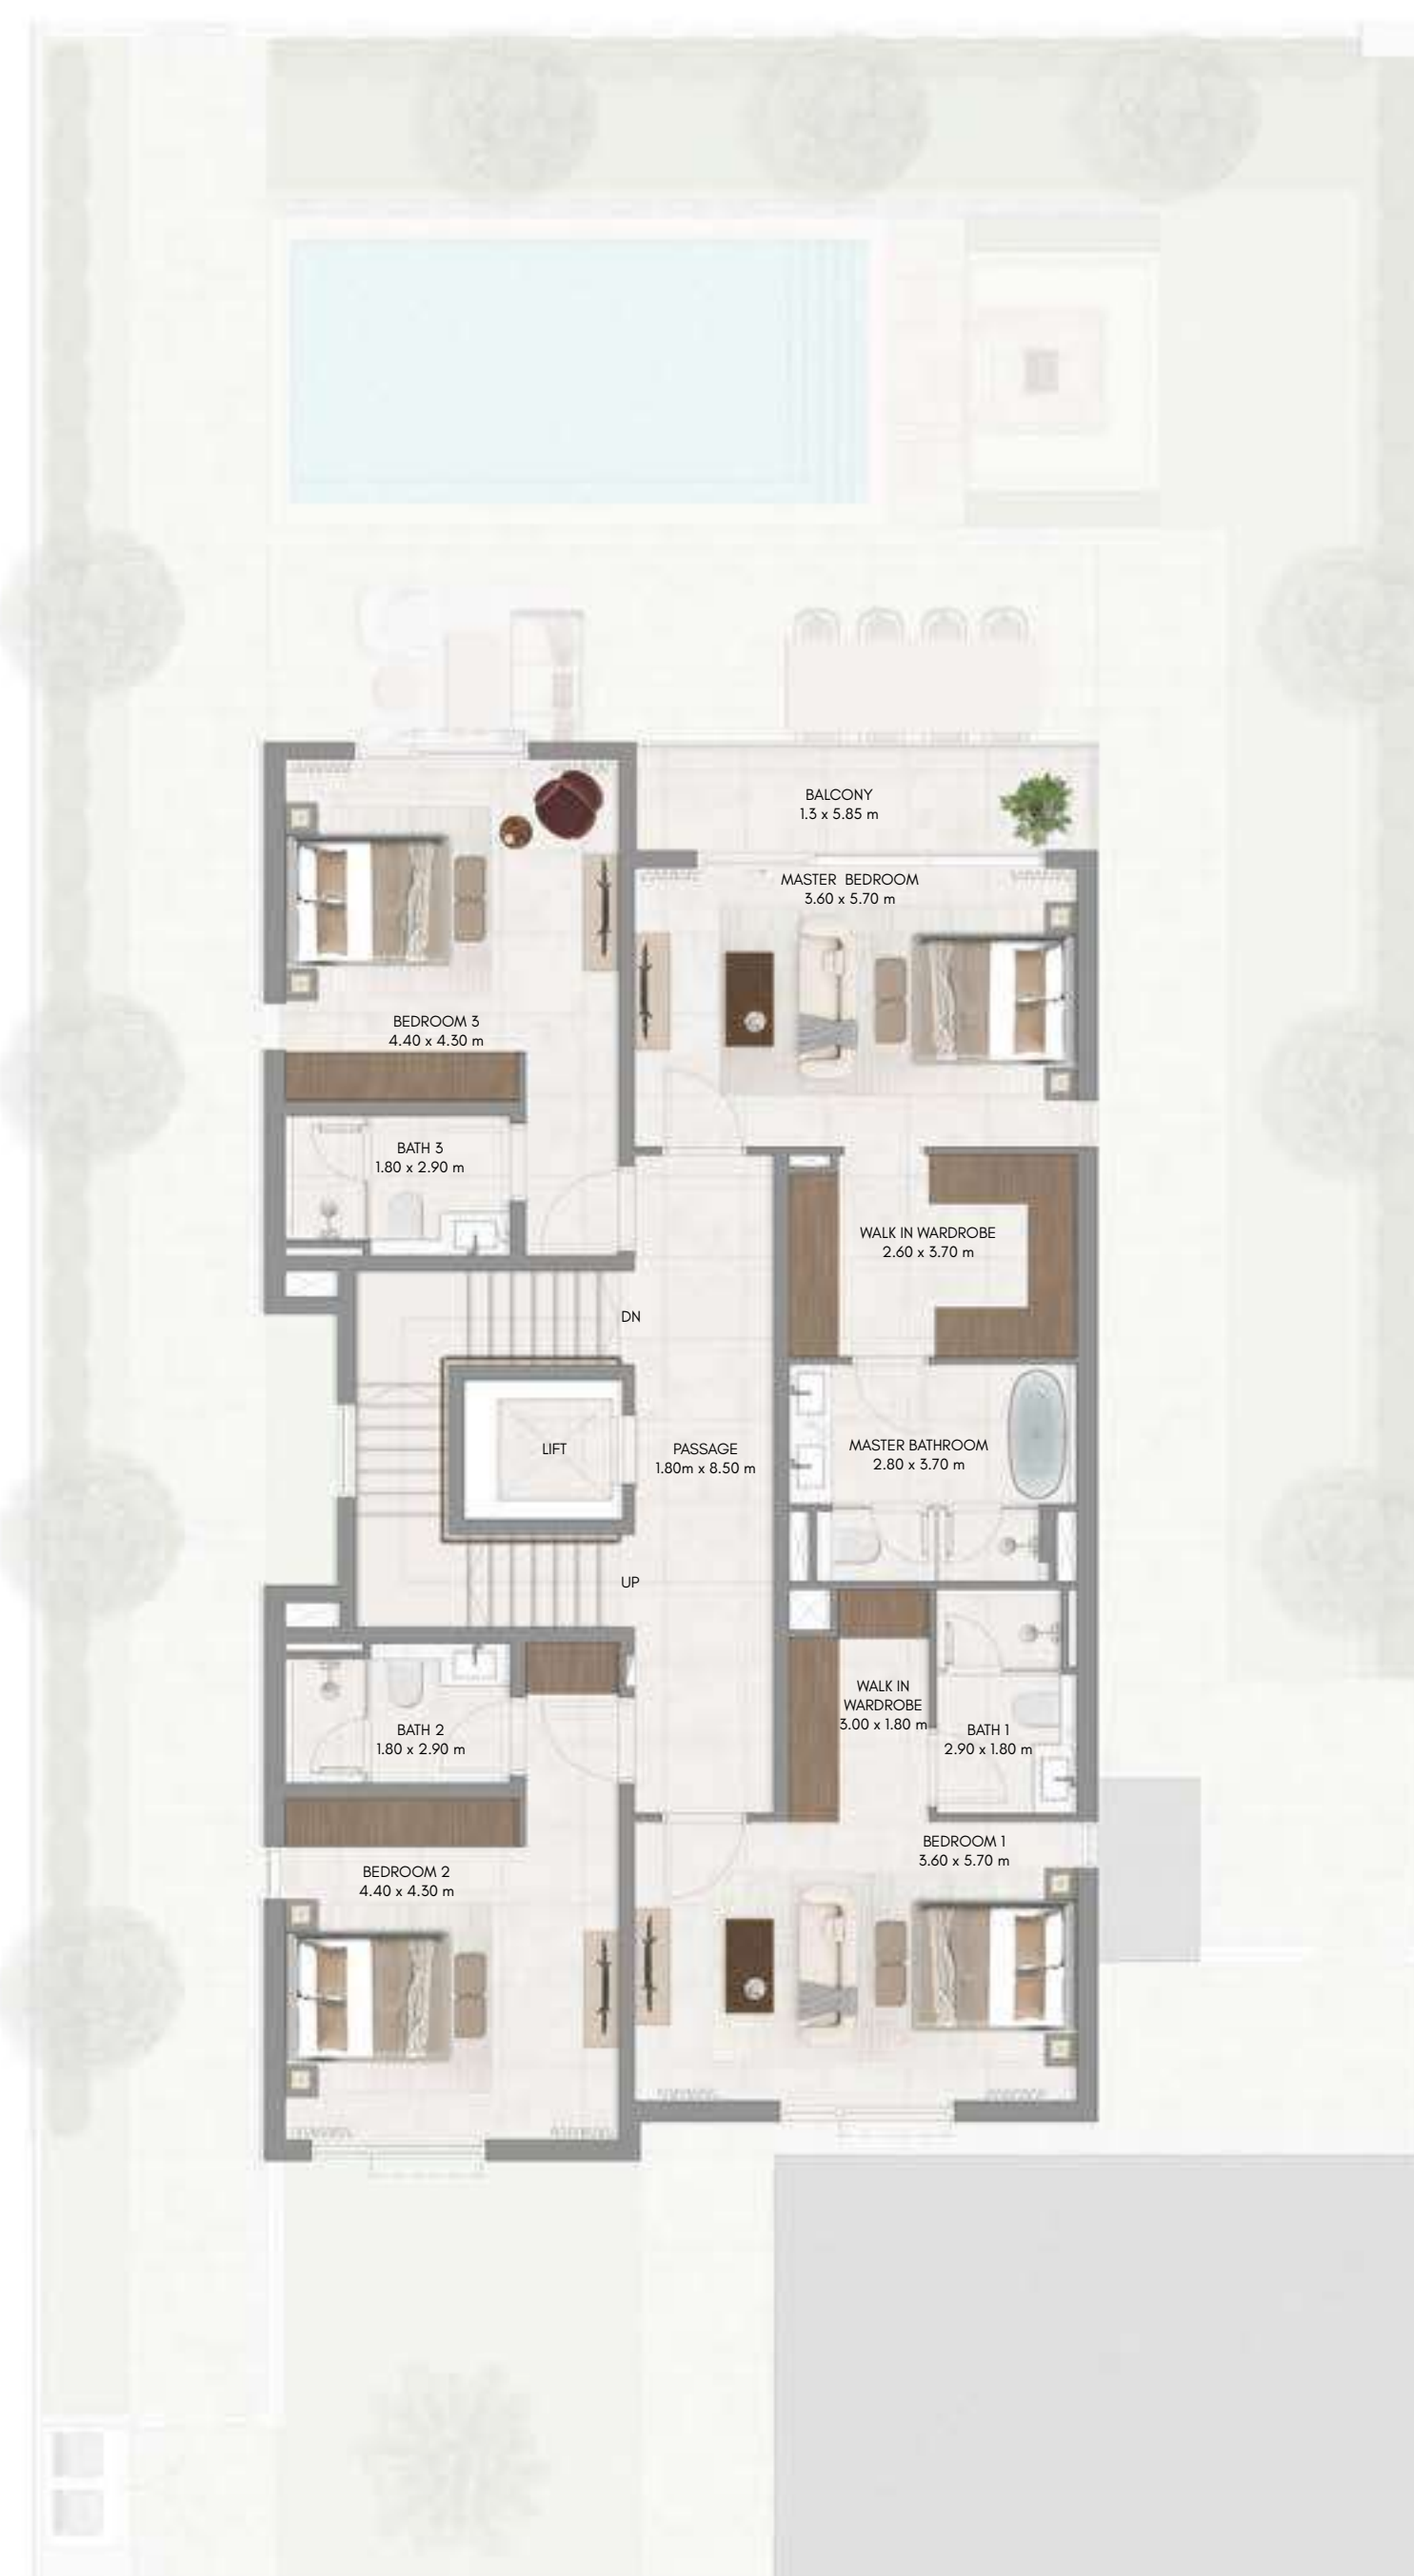 BALCONY
1.3 x 5.85 m
MASTER BEDROOM
3.60 x 5.70 m
BEDROOM 3
4.40 x 4.30 m
BATH 3
1.80 x 2.90 m
WALK IN WARDROBE
2.60 x 3.70 m
DN
LIFT
PASSAGE
1.80m x 8.50 m
MASTER BATHROOM
2.80 x 3.70 m
UP
WALK IN
WARDROBE
3.00 x 1.80 m
BATH 2
1.80 x 2.90 m
BATH 1
2.90 x 1.80 m
BEDROOM 1
3.60 x 5.70 m
BEDROOM 2
4.40 x 4.30 m